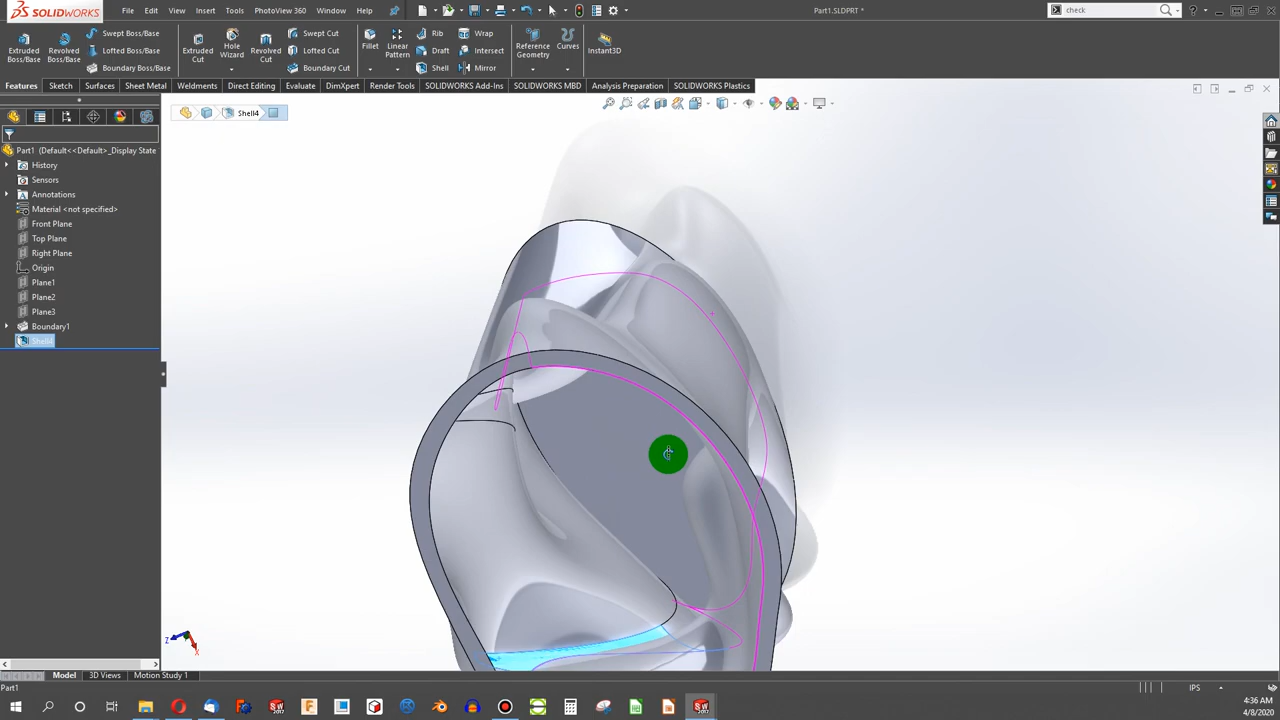 SOLIDWORKS
File
Edit
View
Insert
Tools
PhotoView 360
Window
Help
Part1.SLDPRT *
check
Extruded Boss/Base
Revolved Boss/Base
Swept Boss/Base
Lofted Boss/Base
Boundary Boss/Base
Extruded Cut
Hole Wizard
Revolved Cut
Swept Cut
Lofted Cut
Boundary Cut
Fillet
Linear Pattern
Rib
Draft
Shell
Wrap
Intersect
Mirror
Reference Geometry
Curves
Instant3D
Features
Sketch
Surfaces
Sheet Metal
Weldments
Direct Editing
Evaluate
DimXpert
Render Tools
SOLIDWORKS Add-Ins
SOLIDWORKS MBD
Analysis Preparation
SOLIDWORKS Plastics
Shell4
Part1 (Default<<Default>_Display State
History
Sensors
Annotations
Material <not specified>
Front Plane
Top Plane
Right Plane
Origin
Plane1
Plane2
Plane3
Boundary1
Shell4
Z
X
Model
3D Views
Motion Study 1
Part1
IPS
4:36 AM
4/8/2020